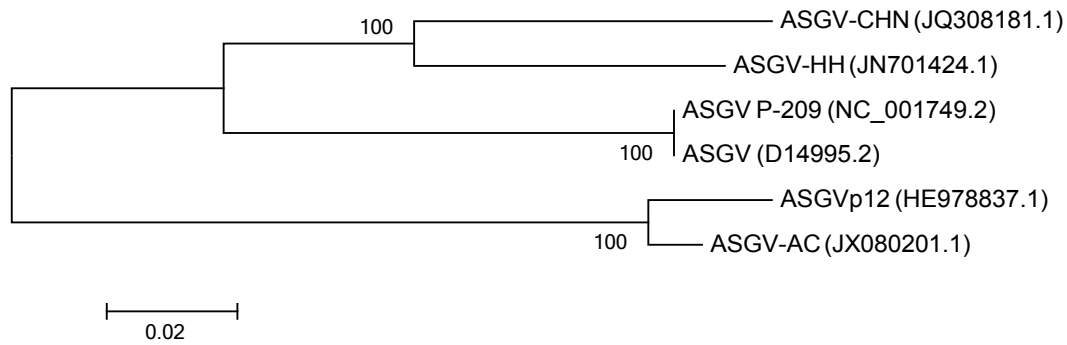 100
ASGV-CHN (JQ308181.1)
ASGV-HH (JN701424.1)
ASGV P-209 (NC_001749.2)
100
ASGV (D14995.2)
ASGVp12 (HE978837.1)
100
ASGV-AC (JX080201.1)
0.02